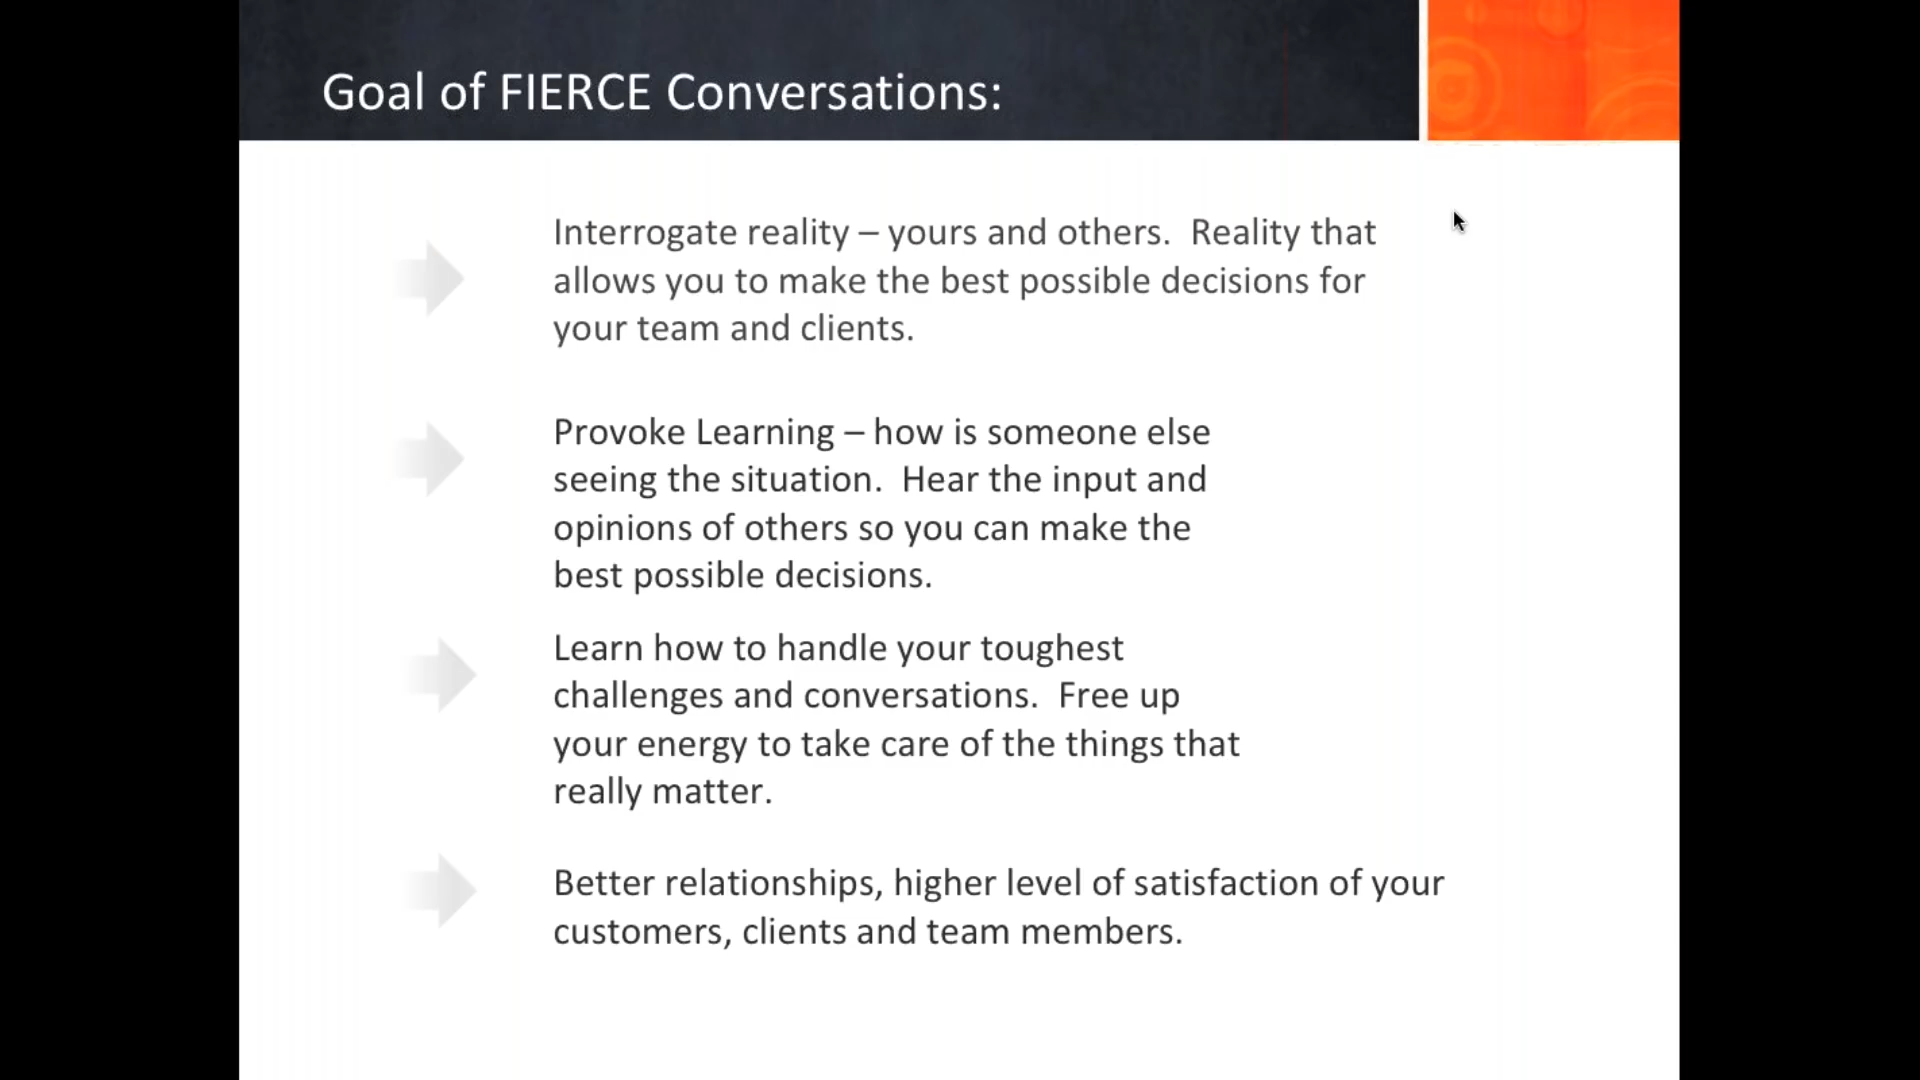 Goal of FIERCE Conversations:
Interrogate reality – yours and others.  Reality that
allows you to make the best possible decisions for
your team and clients.
Provoke Learning – how is someone else
seeing the situation.  Hear the input and
opinions of others so you can make the
best possible decisions.
Learn how to handle your toughest
challenges and conversations.  Free up
your energy to take care of the things that
really matter.
Better relationships, higher level of satisfaction of your
customers, clients and team members.